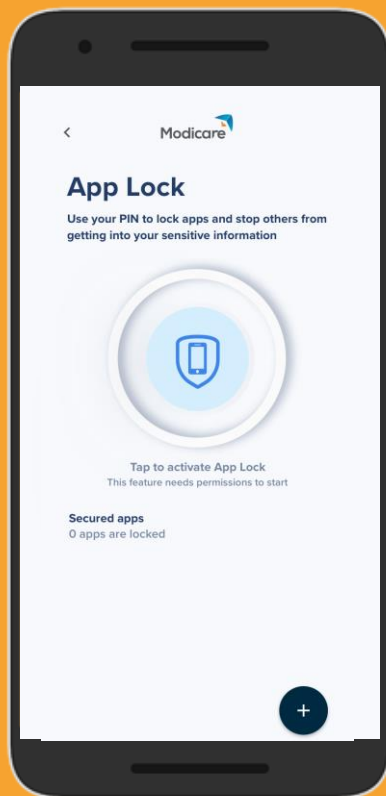 Modicare
App Lock
Use your PIN to lock apps and stop others from
getting into your sensitive information
Tap to activate App Lock
This feature needs permissions to start
Secured apps
0 apps are locked